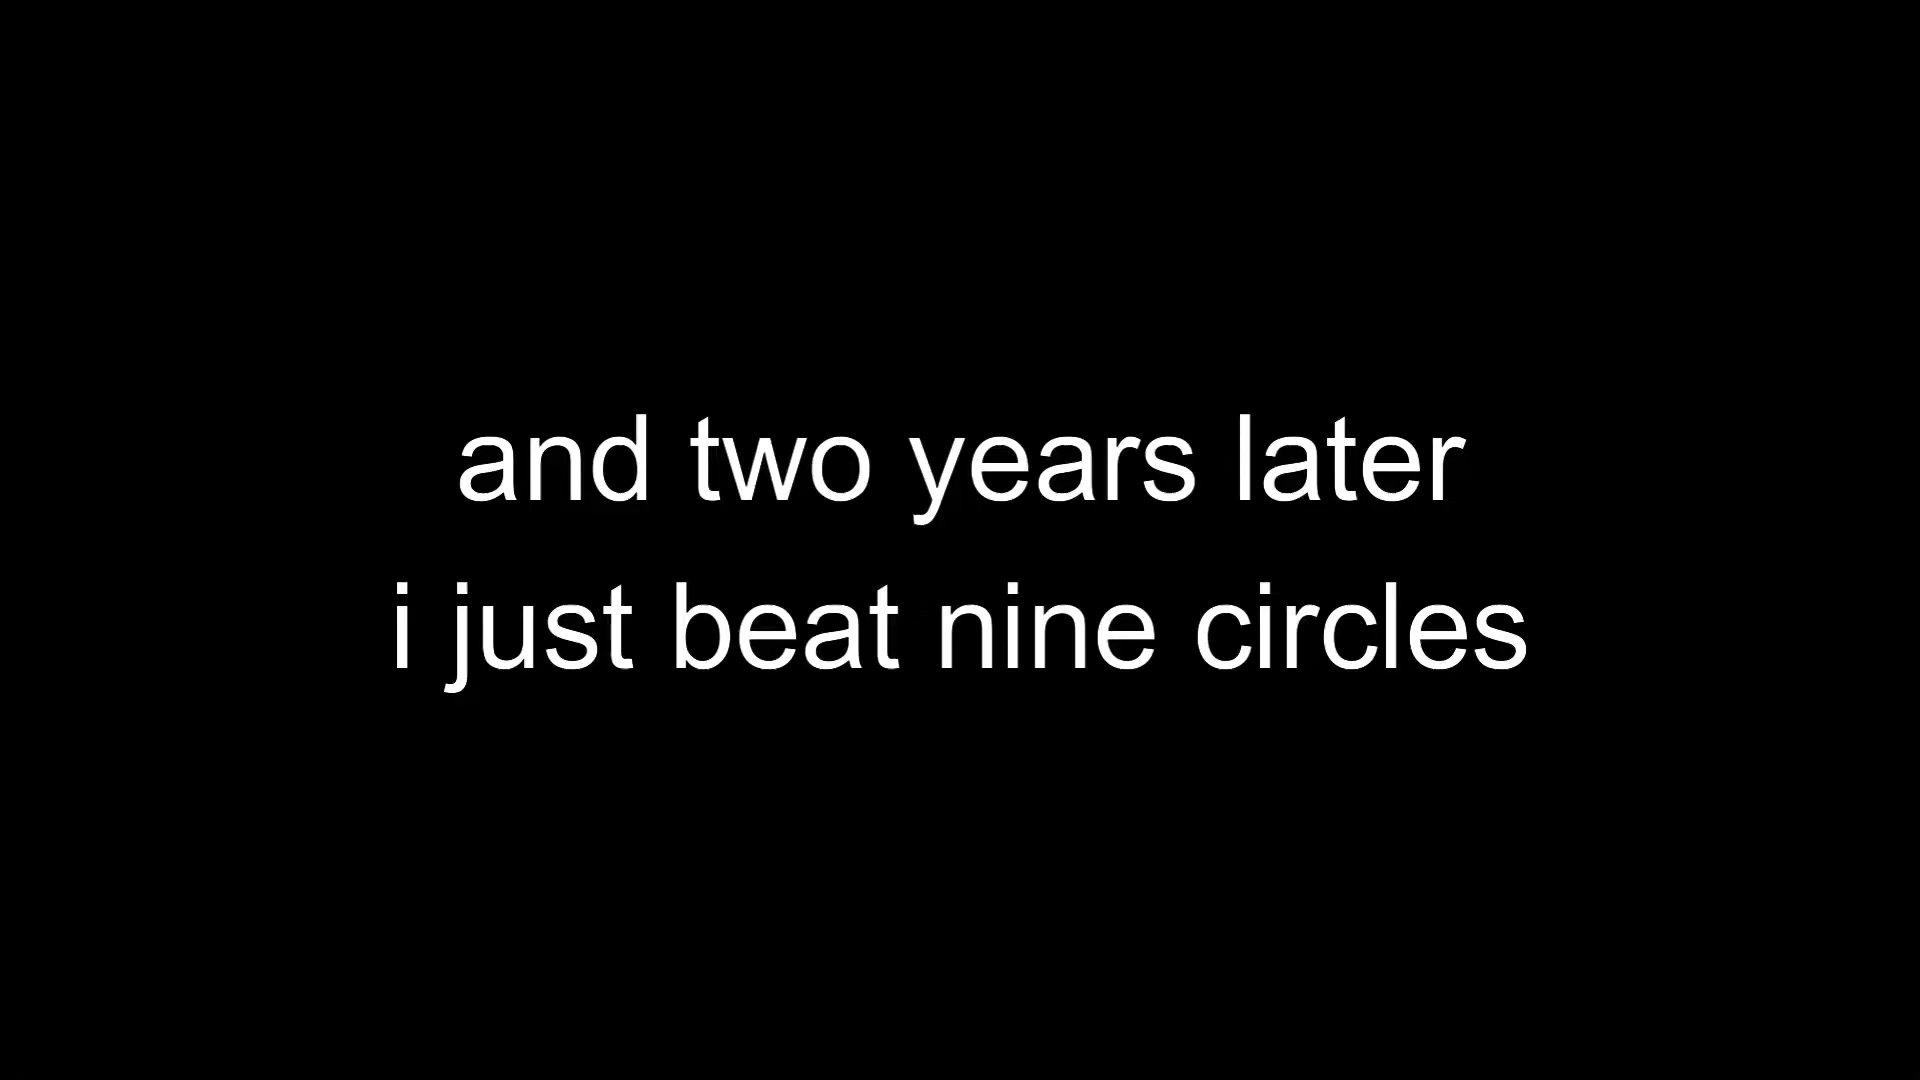 and two years later
i just beat nine circles